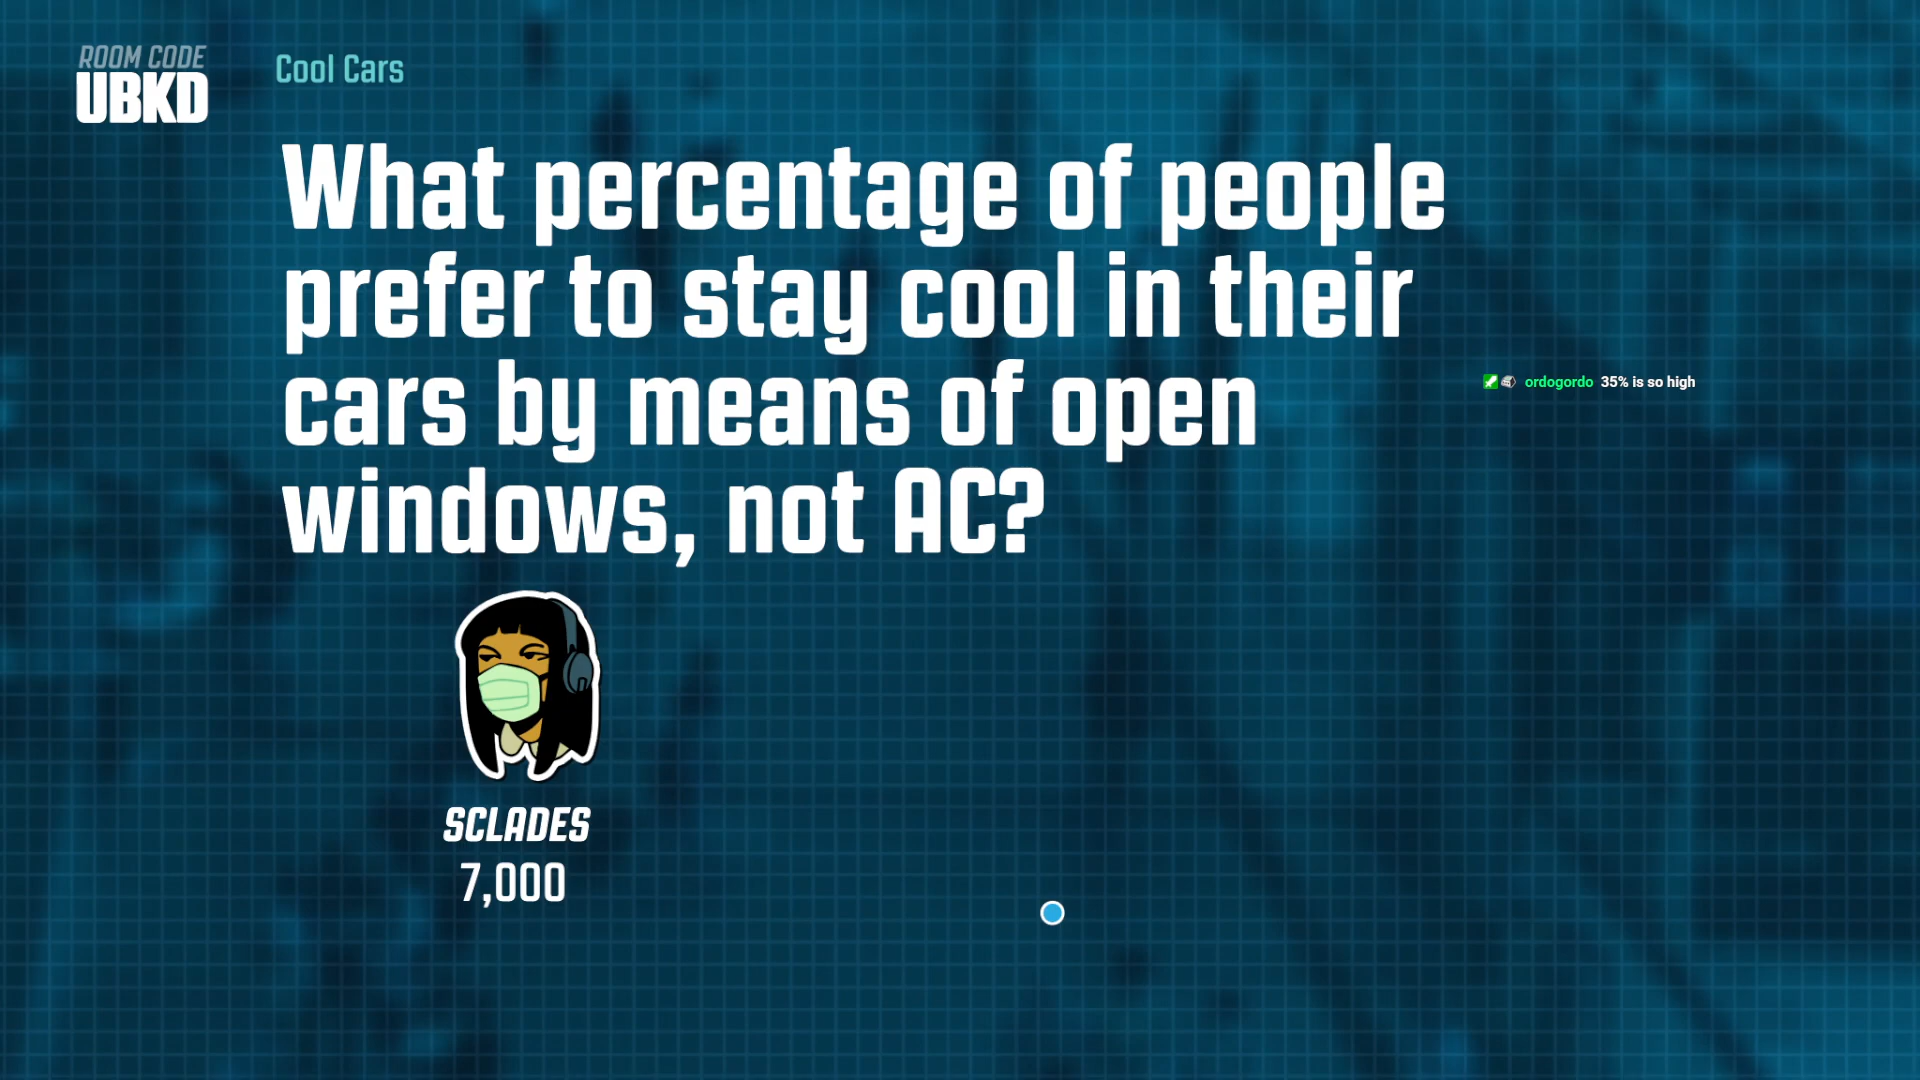 ROOM CODE
UBKD
Cool Cars
What percentage of people
prefer to stay cool in their
cars by means of open
windows, not AC?
ordogordo 35% is so high
SCLADES
7,000